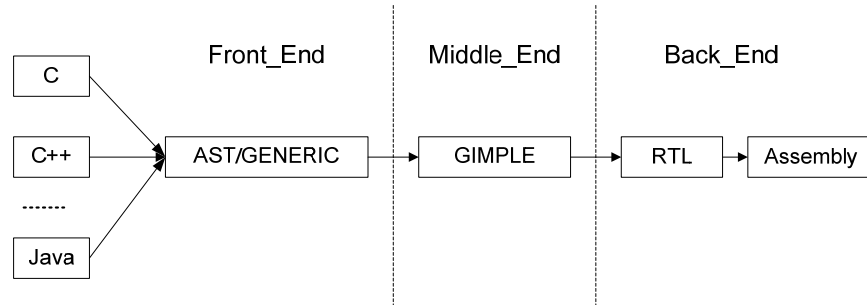 Front_End
Middle_End
Back_End
C
C++
.......
Java
AST/GENERIC
GIMPLE
RTL
Assembly